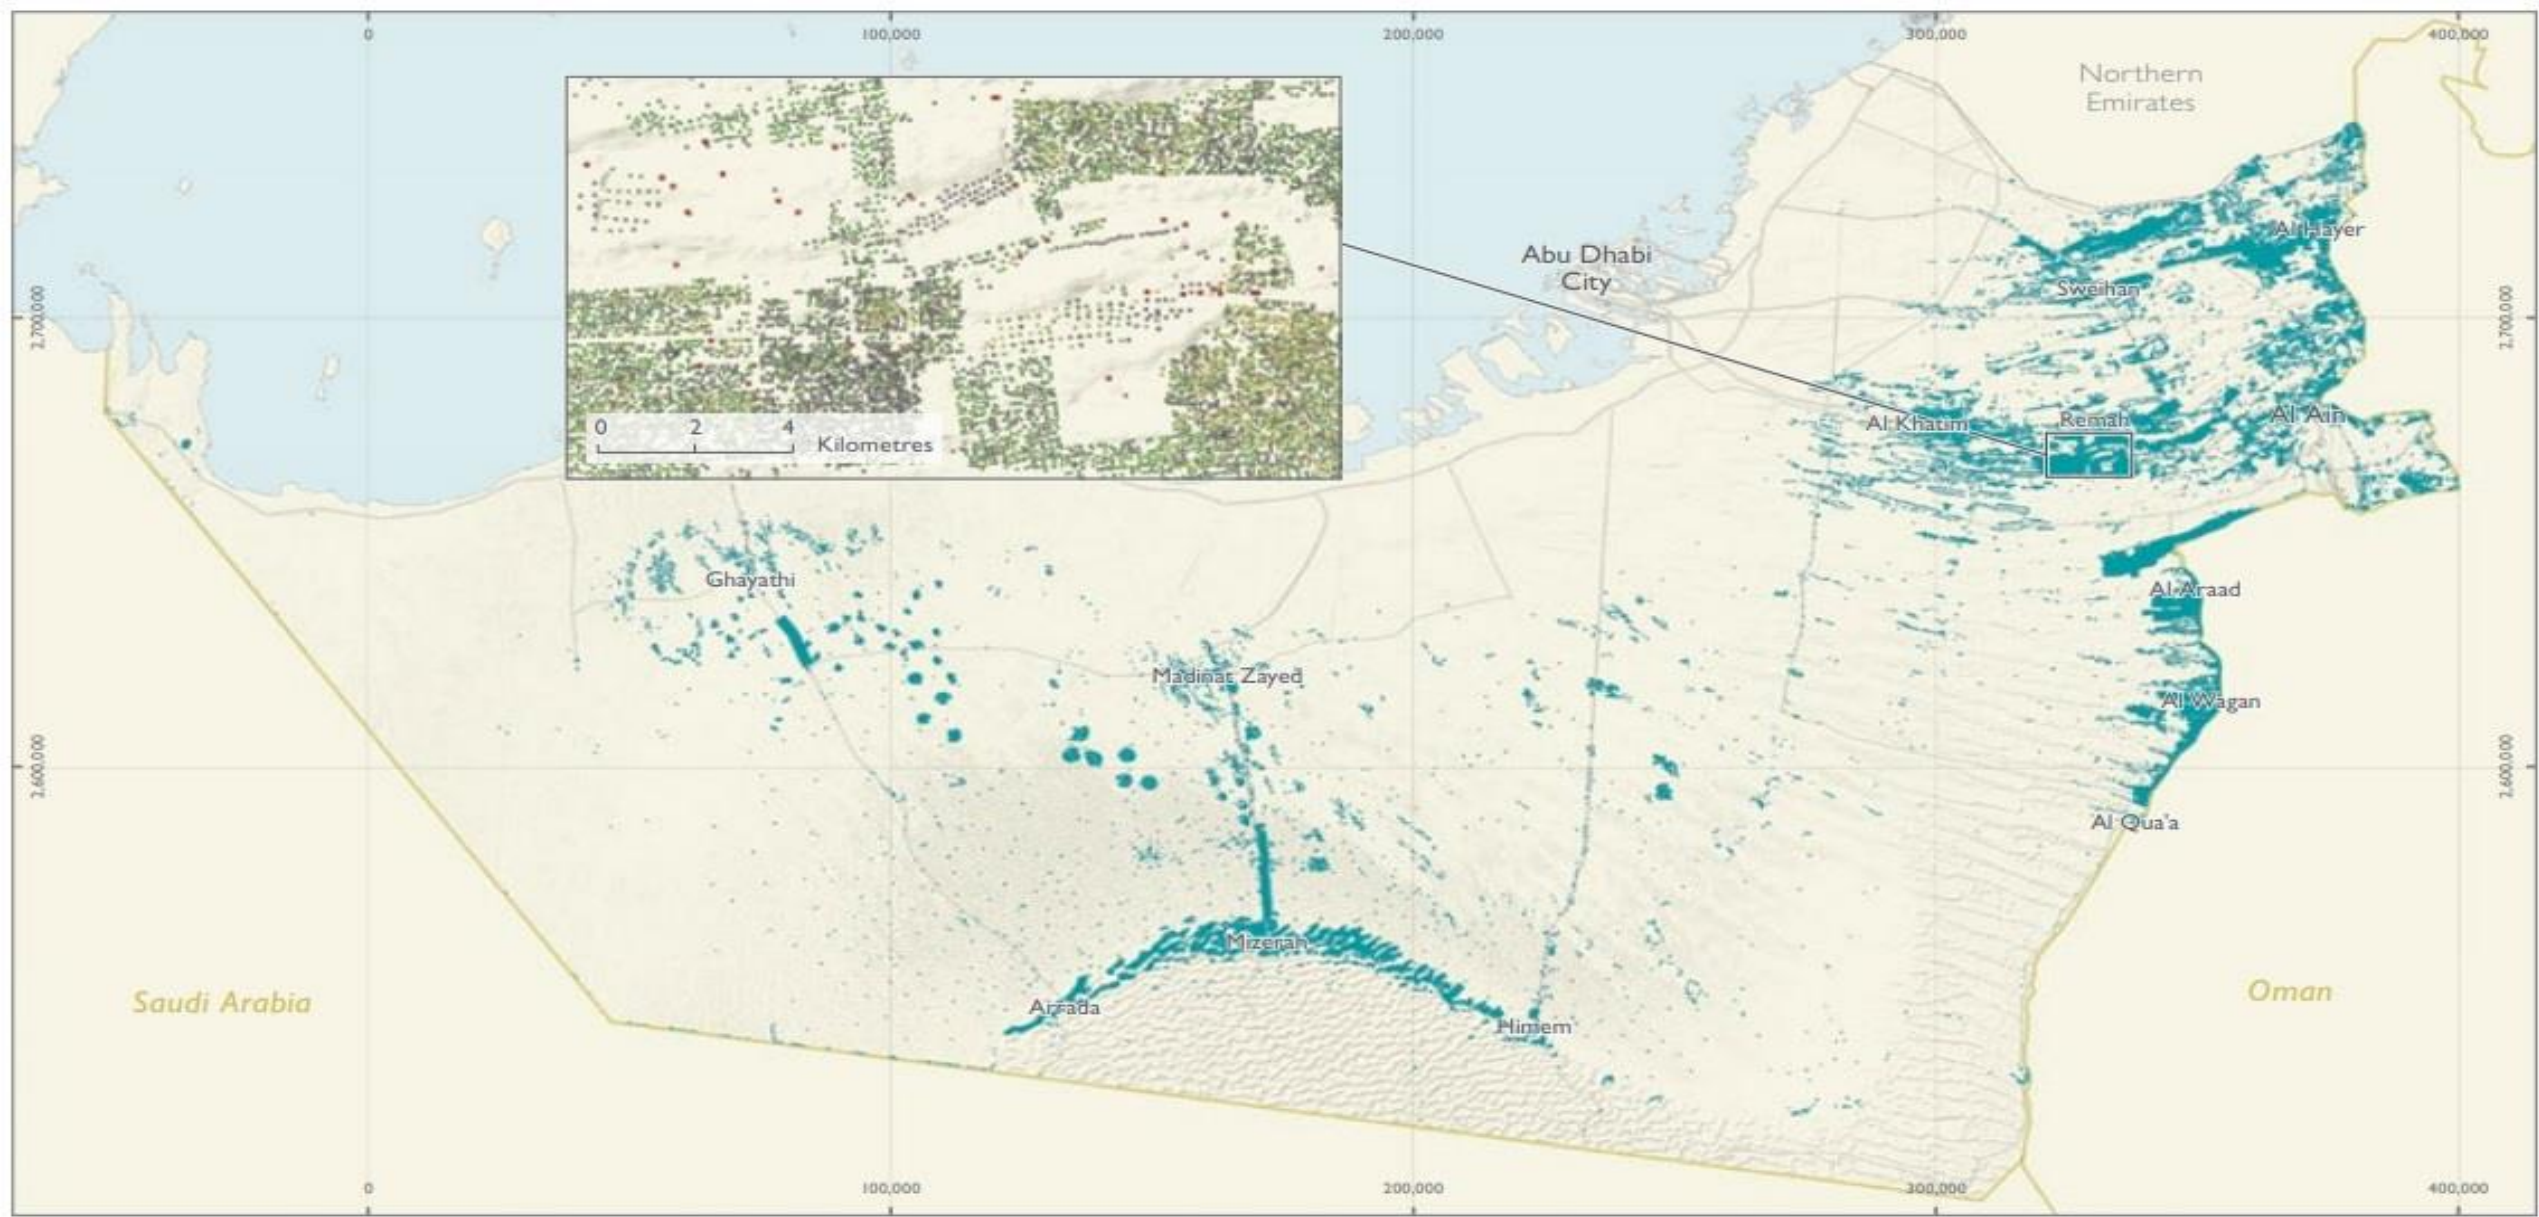 0
100,000
200,000
300,000
400,000
Northern
Emirates
Abu Dhabi
City
Al Hayer
Sweihan
2,700,000
2,700,000
Al Khatim
Remah
Al Ain
0 2 4
Kilometres
Ghayathi
Al Araad
Madinat Zayed
Al Wagan
2,600,000
2,600,000
Al Qua'a
Mizerah
Saudi Arabia
Arrada
Himem
Oman
0
100,000
200,000
300,000
400,000